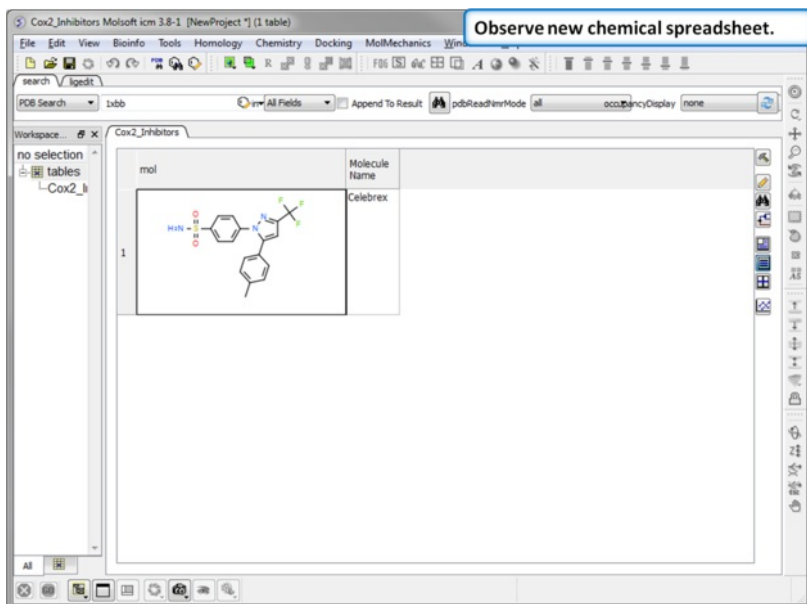 Cox2_Inhibitors Molsoft icm 3.8-1 [NewProject *] (1 table)
Observe new chemical spreadsheet.
File Edit View Bioinfo Tools Homology Chemistry Docking MolMechanics
search ligedit
PDB Search 1xbb in All Fields Append To Result pdbReadNmrMode all occupancyDisplay none
Workspace... Cox2_Inhibitors
no selection
tables
Cox2_I
mol Molecule Name
1 Celebrex
H2N S O O N N F F F
All